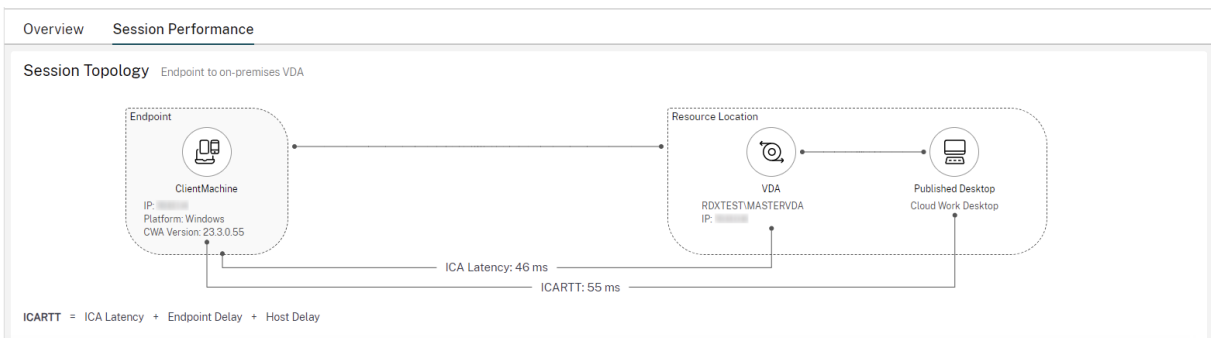 Overview Session Performance
Session Topology Endpoint to on-premises VDA
Endpoint
ClientMachine
IP:
Platform: Windows
CWA Version: 23.3.0.55
Resource Location
VDA
RDXTEST\MASTERVDA
IP:
Published Desktop
Cloud Work Desktop
ICA Latency: 46 ms
ICARTT: 55 ms
ICARTT = ICA Latency + Endpoint Delay + Host Delay